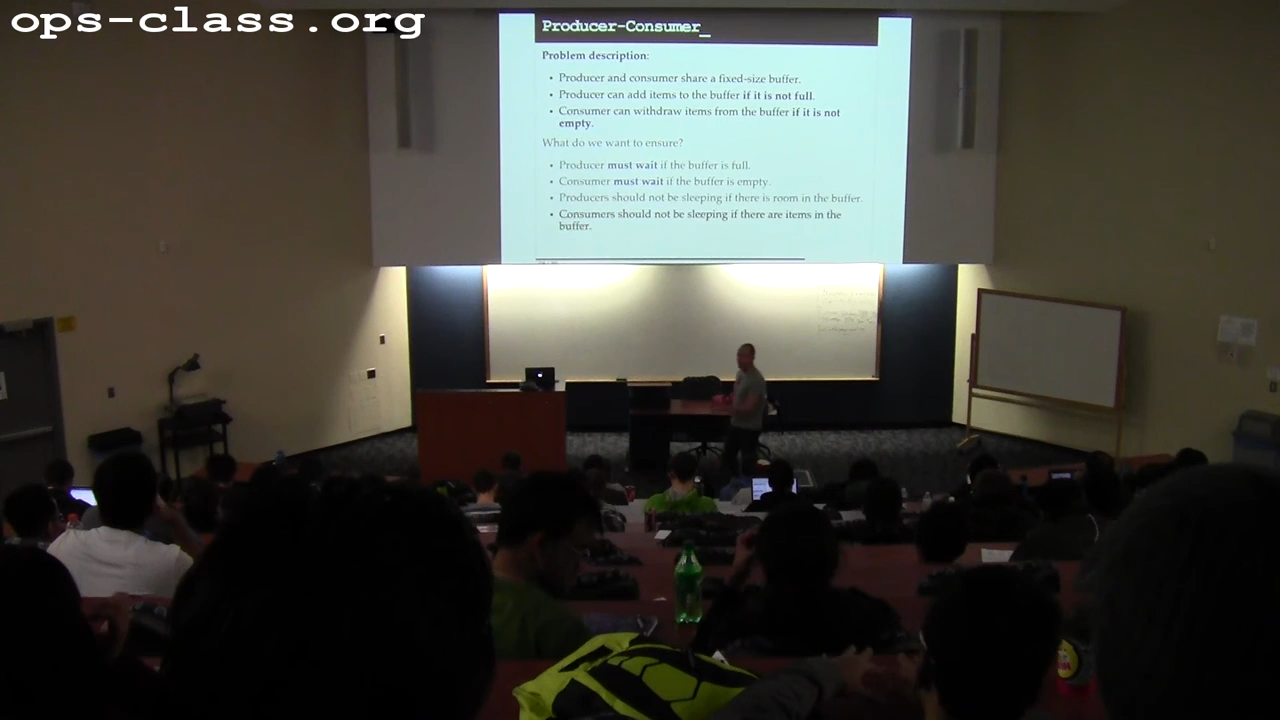 ops-class.org
Producer-Consumer_
Problem description:
• Producer and consumer share a fixed-size buffer.
• Producer can add items to the buffer if it is not full.
• Consumer can withdraw items from the buffer if it is not
empty.
What do we want to ensure?
• Producer must wait if the buffer is full.
• Consumer must wait if the buffer is empty.
• Producers should not be sleeping if there is room in the buffer.
• Consumers should not be sleeping if there are items in the
buffer.